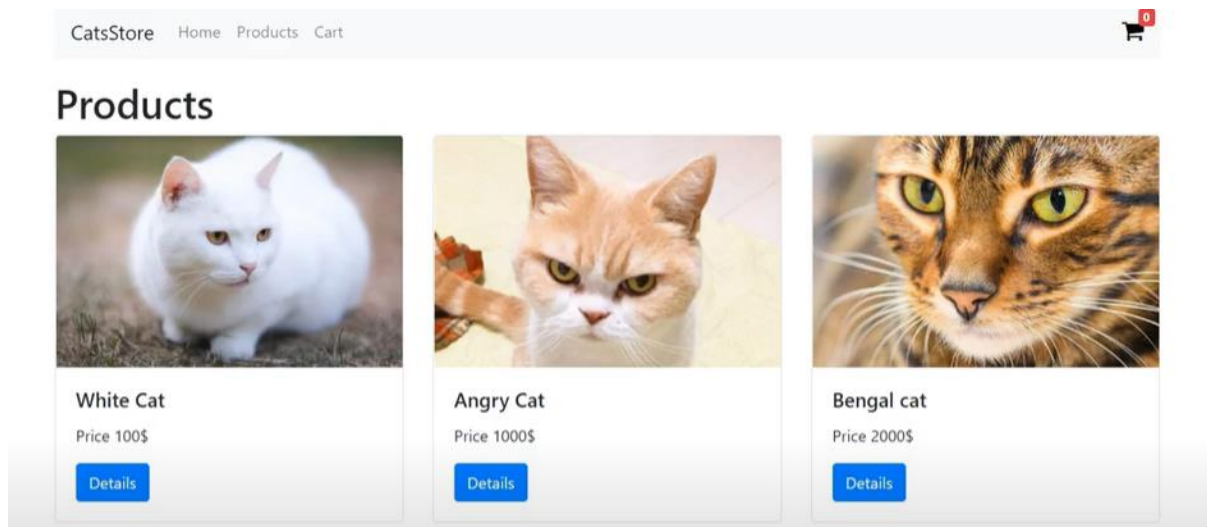 CatsStore Home Products Cart 0
Products
White Cat Angry Cat Bengal cat
Price 100$ Price 1000$ Price 2000$
Details Details Details